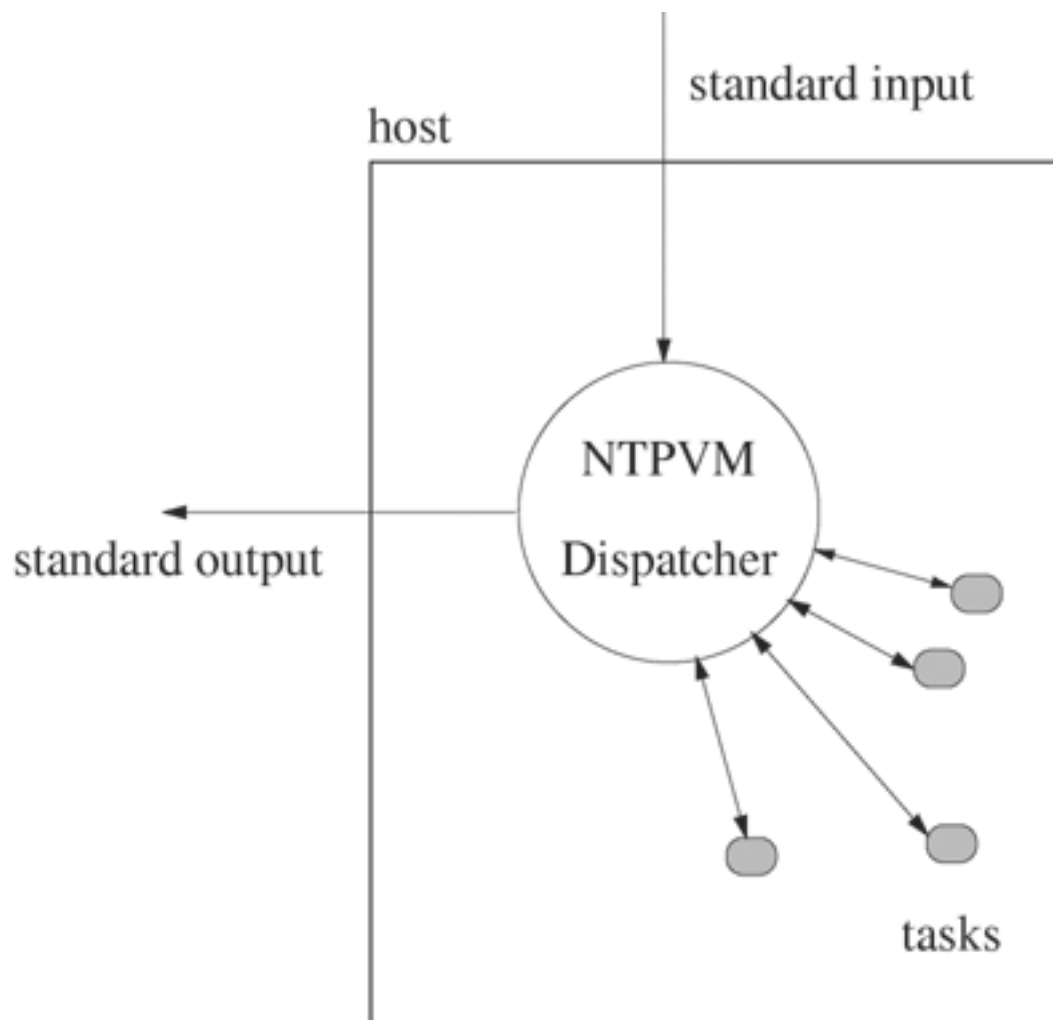 standard input
host
NTPVM
Dispatcher
standard output
tasks